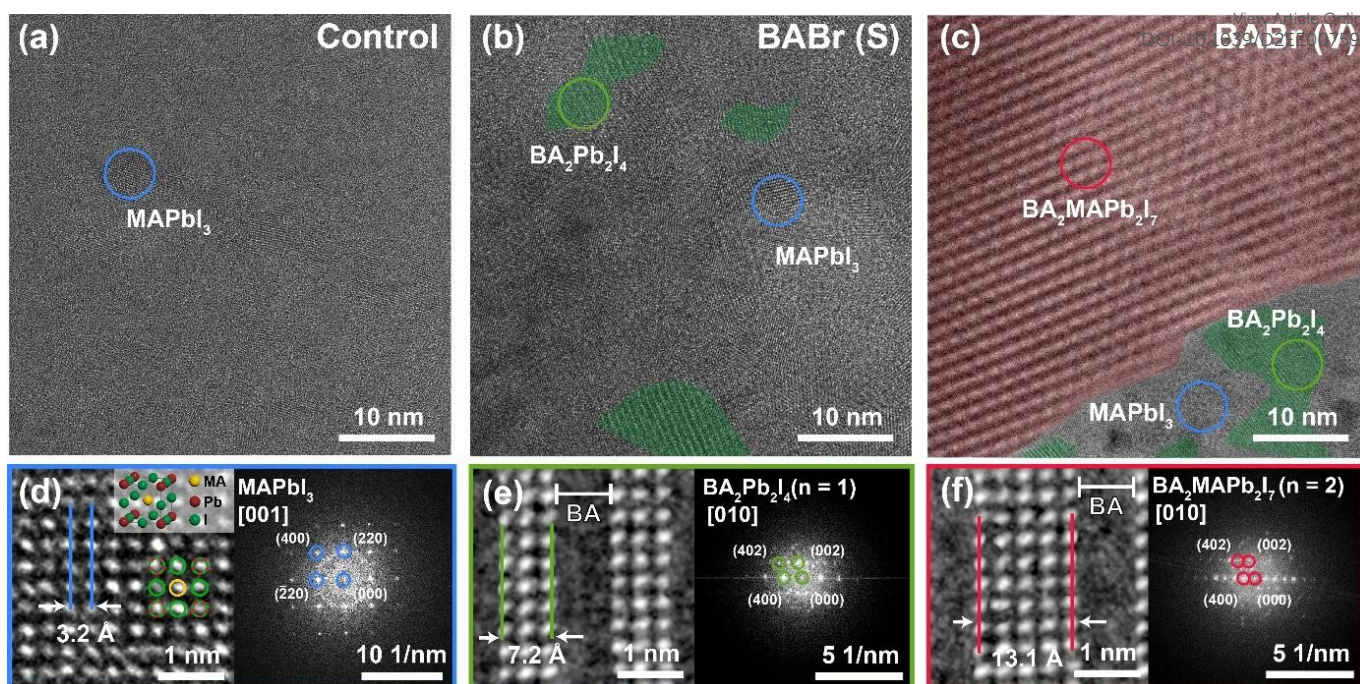 (a) Control
MAPbI₃
10 nm
(b) BABr (S)
BA₂Pb₂I₄
MAPbI₃
10 nm
View Article Online
(c) BABr (V)
BA₂MAPb₂I₇
BA₂Pb₂I₄
MAPbI₃
10 nm
(d)
MA
Pb
I
3.2 Å
1 nm
MAPbI₃
[001]
(400) (220)
(220) (000)
10 1/nm
(e)
BA
7.2 Å
1 nm
BA₂Pb₂I₄(n = 1)
[010]
(402) (002)
(400) (000)
5 1/nm
(f)
BA
13.1 Å
1 nm
BA₂MAPb₂I₇(n = 2)
[010]
(402) (002)
(400) (000)
5 1/nm